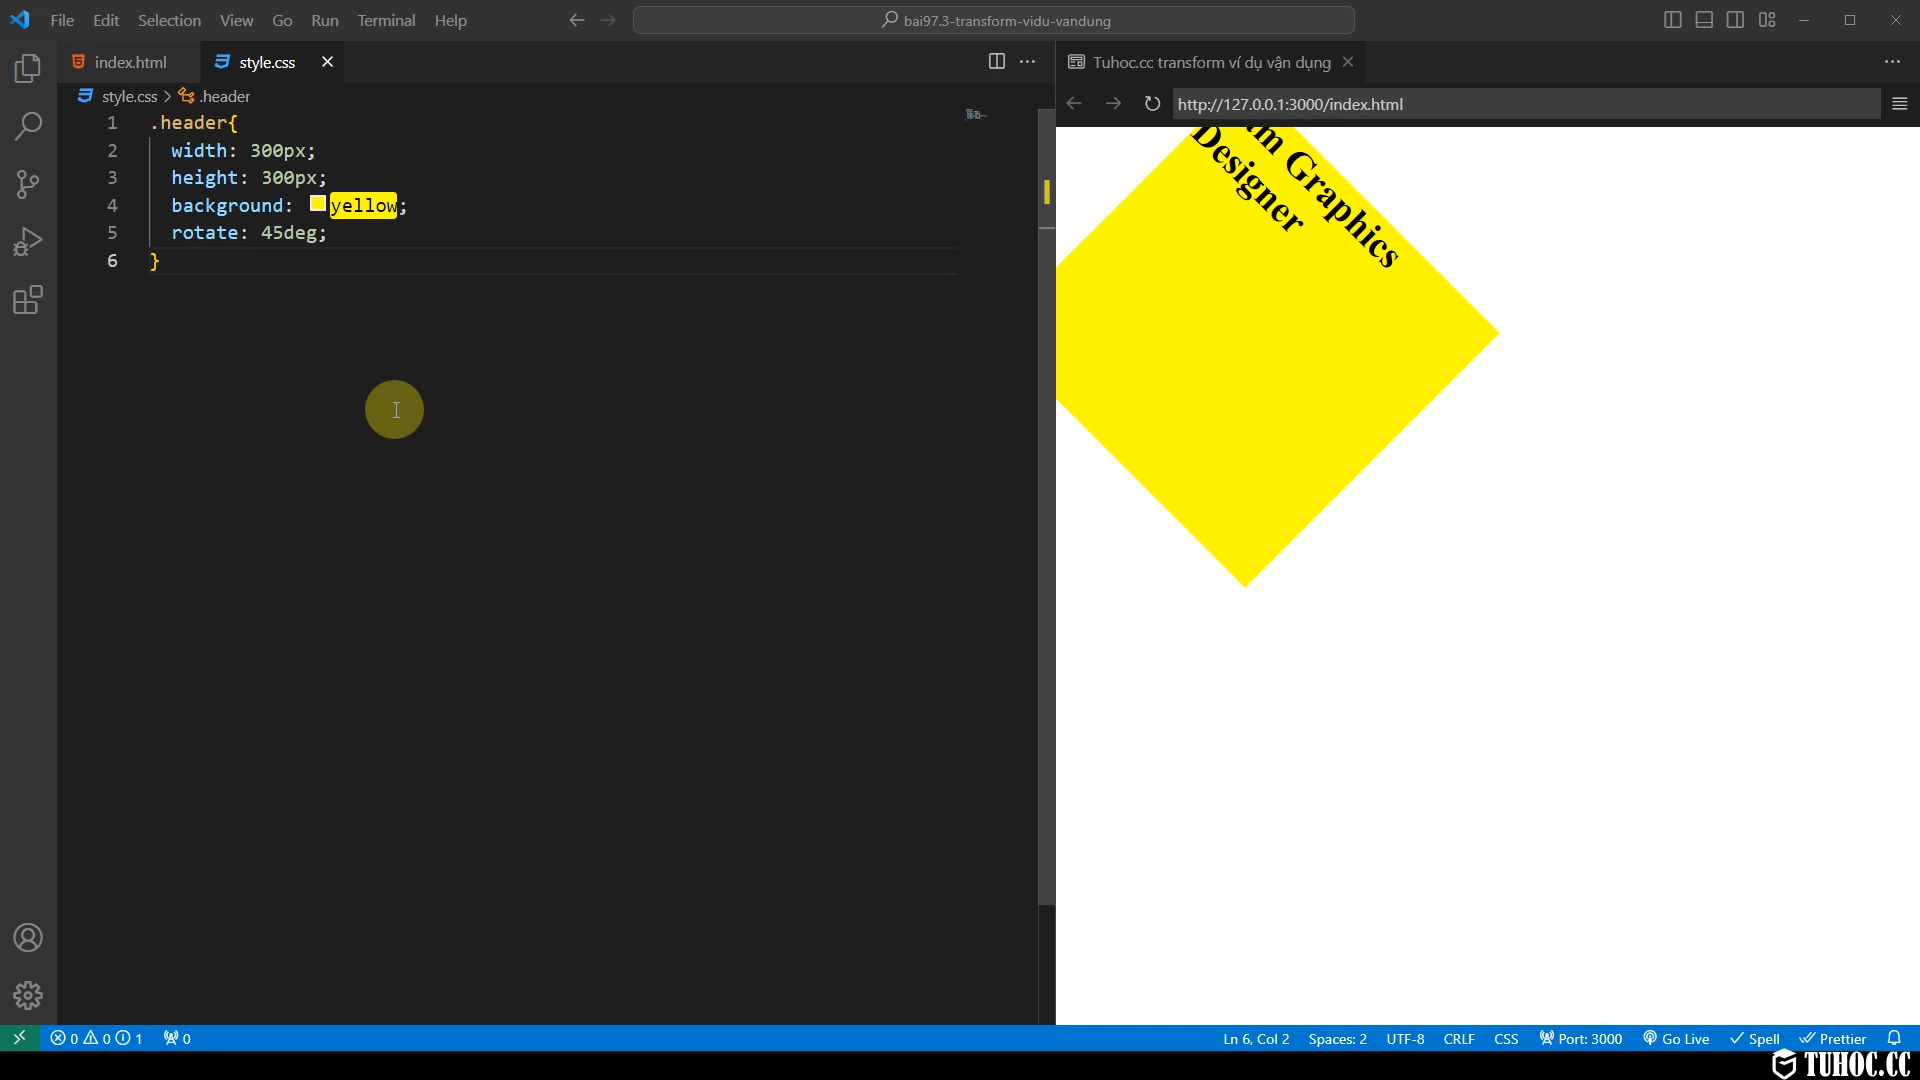 File Edit Selection View Go Run Terminal Help
bai97.3-transform-vidu-vandung
index.html
style.css
Tuhoc.cc transform ví dụ vận dụng
style.css > .header
http://127.0.0.1:3000/index.html
1 .header{
2 width: 300px;
3 height: 300px;
4 background: yellow;
5 rotate: 45deg;
6 }
Graphics
Designer
0 0 1 0
Ln 6, Col 2 Spaces: 2 UTF-8 CRLF CSS Port: 3000 Go Live Spell Prettier
TUHOC.CC